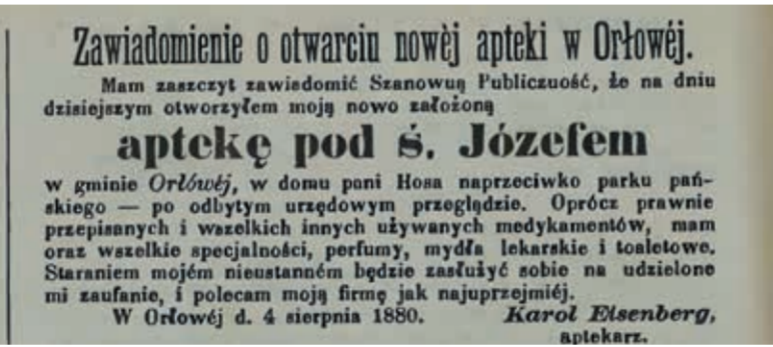 Zawiadomienie o otwarciu nowèj apteki w Orłowéj.
Mam zaszczyt zawiadomić Szanowną Publiczność, że na dniu
dzisiejszym otworzyłem moją nowo założoną
aptekę pod ś. Józefem
w gminie Orłówéj, w domu pani Hosa naprzeciwko parku pań-
skiego — po odbytym urzędowym przeglądzie. Oprócz prawnie
przepisanych i wszelkich innych używanych medykamentów, mam
oraz wszelkie specjalności, perfumy, mydła lekarskie i toaletowe.
Staraniem mojém nieustanném będzie zasłużyć sobie na udzielone
mi zaufanie, i polecam moją firmę jak najuprzejmiéj.
W Orłowéj d. 4 sierpnia 1880. Karol Eisenberg,
aptekarz.